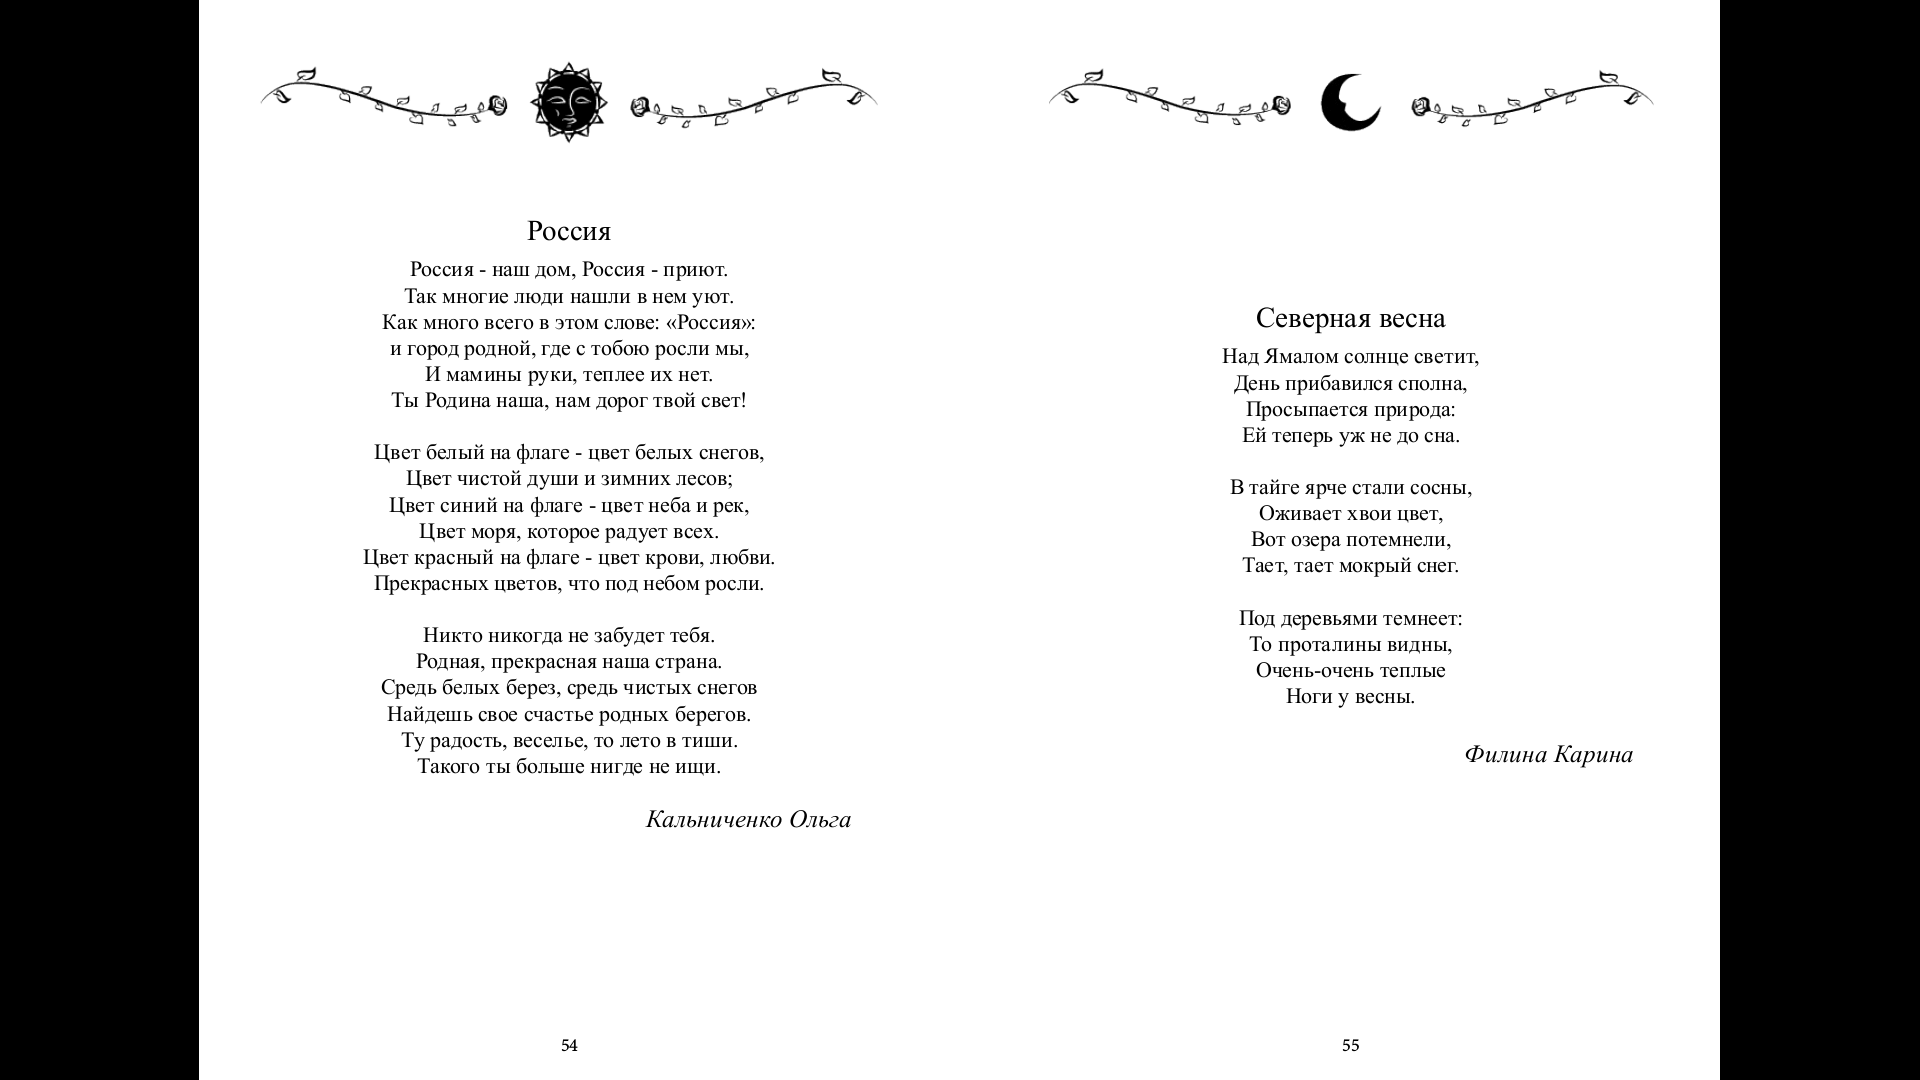 Россия
Россия - наш дом, Россия - приют.
Так многие люди нашли в нем уют.
Как много всего в этом слове: «Россия»:
и город родной, где с тобою росли мы,
И мамины руки, теплее их нет.
Ты Родина наша, нам дорог твой свет!
Цвет белый на флаге - цвет белых снегов,
Цвет чистой души и зимних лесов;
Цвет синий на флаге - цвет неба и рек,
Цвет моря, которое радует всех.
Цвет красный на флаге - цвет крови, любви.
Прекрасных цветов, что под небом росли.
Никто никогда не забудет тебя.
Родная, прекрасная наша страна.
Средь белых берез, средь чистых снегов
Найдешь свое счастье родных берегов.
Ту радость, веселье, то лето в тиши.
Такого ты больше нигде не ищи.
Кальниченко Ольга
54
Северная весна
Над Ямалом солнце светит,
День прибавился сполна,
Просыпается природа:
Ей теперь уж не до сна.
В тайге ярче стали сосны,
Оживает хвои цвет,
Вот озера потемнели,
Тает, тает мокрый снег.
Под деревьями темнеет:
То проталины видны,
Очень-очень теплые
Ноги у весны.
Филина Карина
55